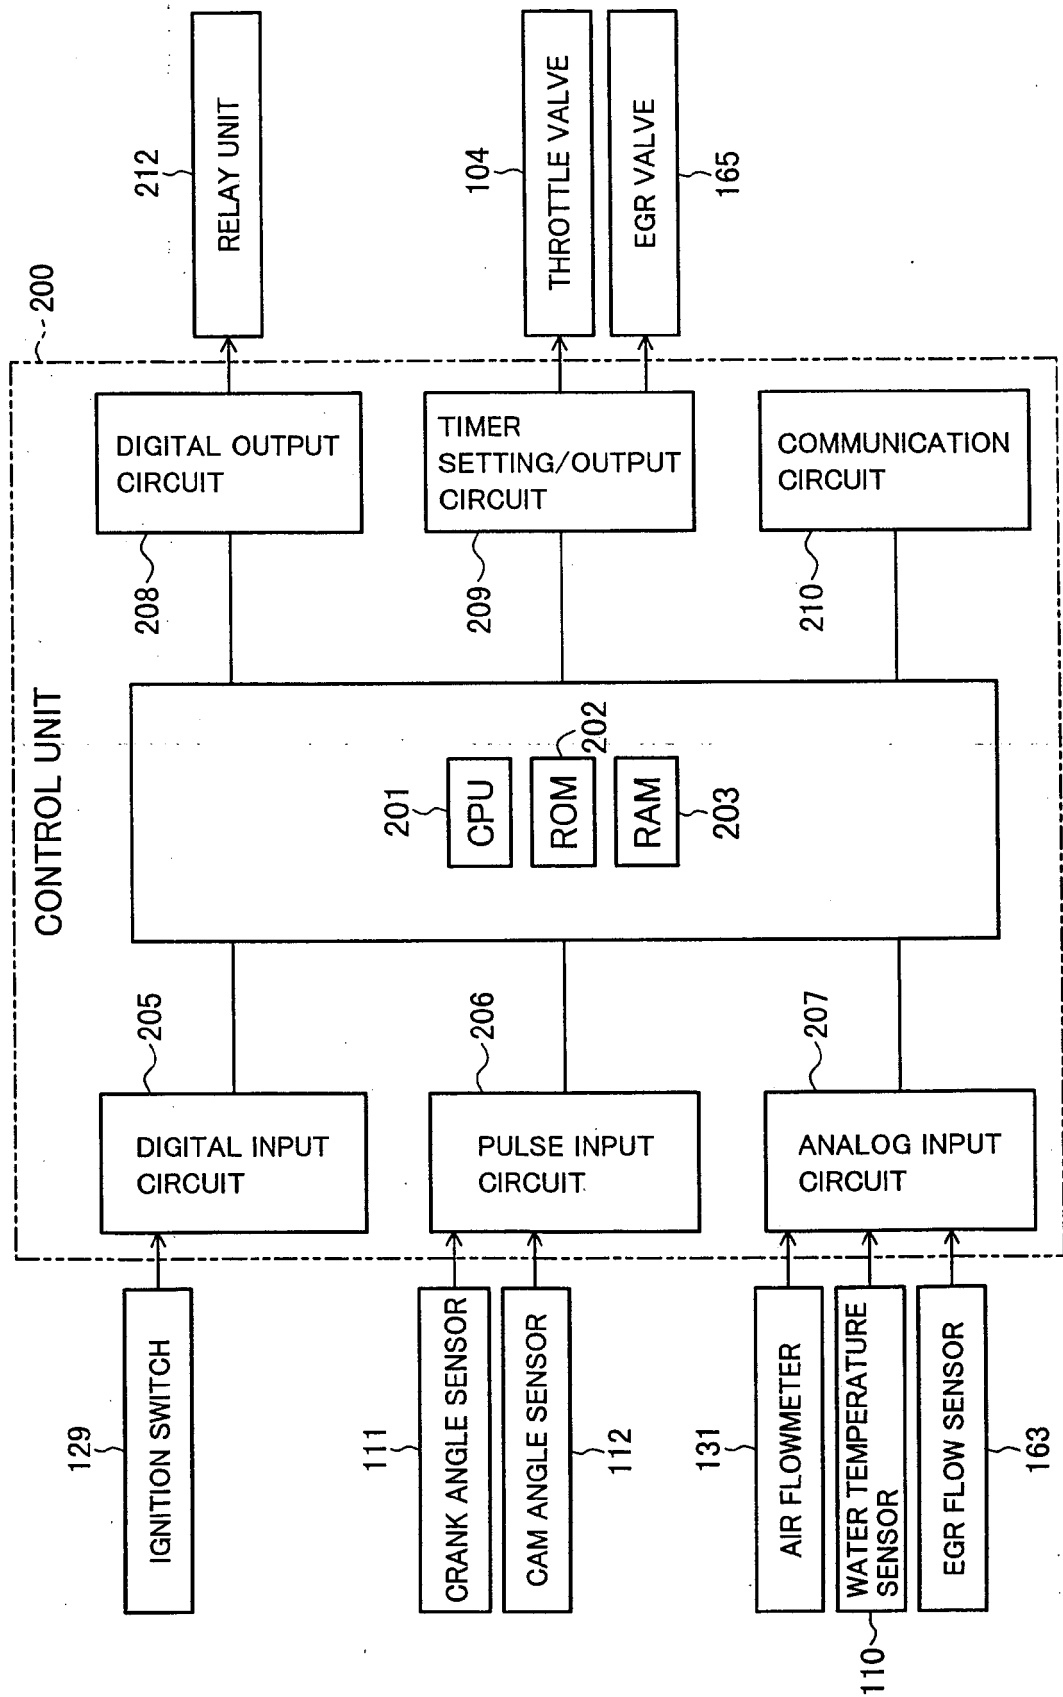 CONTROL UNIT
200
129
IGNITION SWITCH
111
CRANK ANGLE SENSOR
CAM ANGLE SENSOR
112
131
AIR FLOWMETER
WATER TEMPERATURE
SENSOR
110
EGR FLOW SENSOR
163
205
DIGITAL INPUT
CIRCUIT
206
PULSE INPUT
CIRCUIT
207
ANALOG INPUT
CIRCUIT
201
CPU
ROM
202
RAM
203
DIGITAL OUTPUT
CIRCUIT
208
TIMER
SETTING/OUTPUT
CIRCUIT
209
COMMUNICATION
CIRCUIT
210
212
RELAY UNIT
104
THROTTLE VALVE
EGR VALVE
165